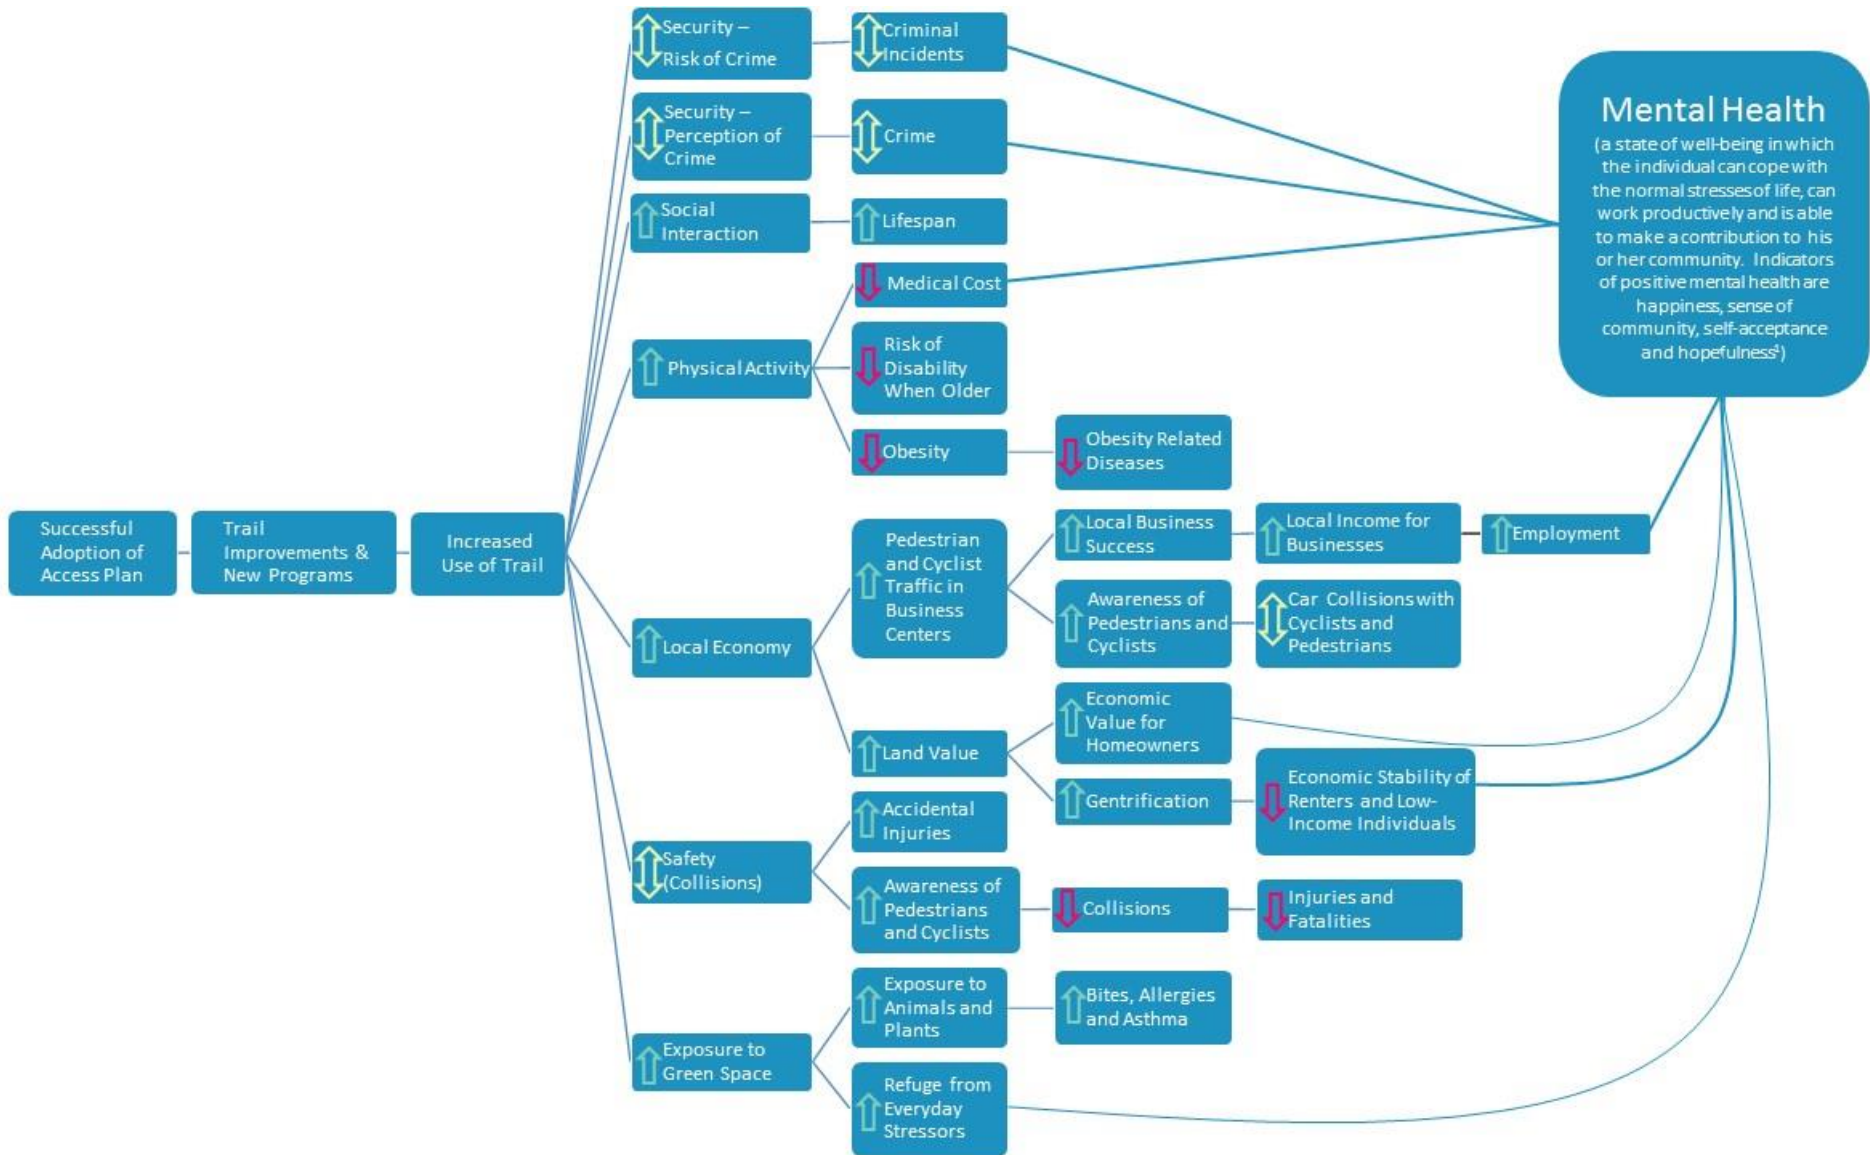 Security –
Risk of Crime
Criminal
Incidents
Security –
Perception of
Crime
Crime
Social
Interaction
Lifespan
Medical Cost
Physical Activity
Risk of
Disability
When Older
Obesity
Obesity Related
Diseases
Mental Health
(a state of well-being in which
the individual can cope with
the normal stresses of life, can
work productively and is able
to make a contribution to his
or her community. Indicators
of positive mental health are
happiness, sense of
community, self-acceptance
and hopefulness¹)
Successful
Adoption of
Access Plan
Trail
Improvements &
New Programs
Increased
Use of Trail
Pedestrian
and Cyclist
Traffic in
Business
Centers
Local Business
Success
Local Income for
Businesses
Employment
Awareness of
Pedestrians and
Cyclists
Car Collisions with
Cyclists and
Pedestrians
Local Economy
Economic
Value for
Homeowners
Land Value
Gentrification
Economic Stability of
Renters and Low-
Income Individuals
Accidental
Injuries
Safety
(Collisions)
Awareness of
Pedestrians
and Cyclists
Collisions
Injuries and
Fatalities
Exposure to
Animals and
Plants
Bites, Allergies
and Asthma
Exposure to
Green Space
Refuge from
Everyday
Stressors